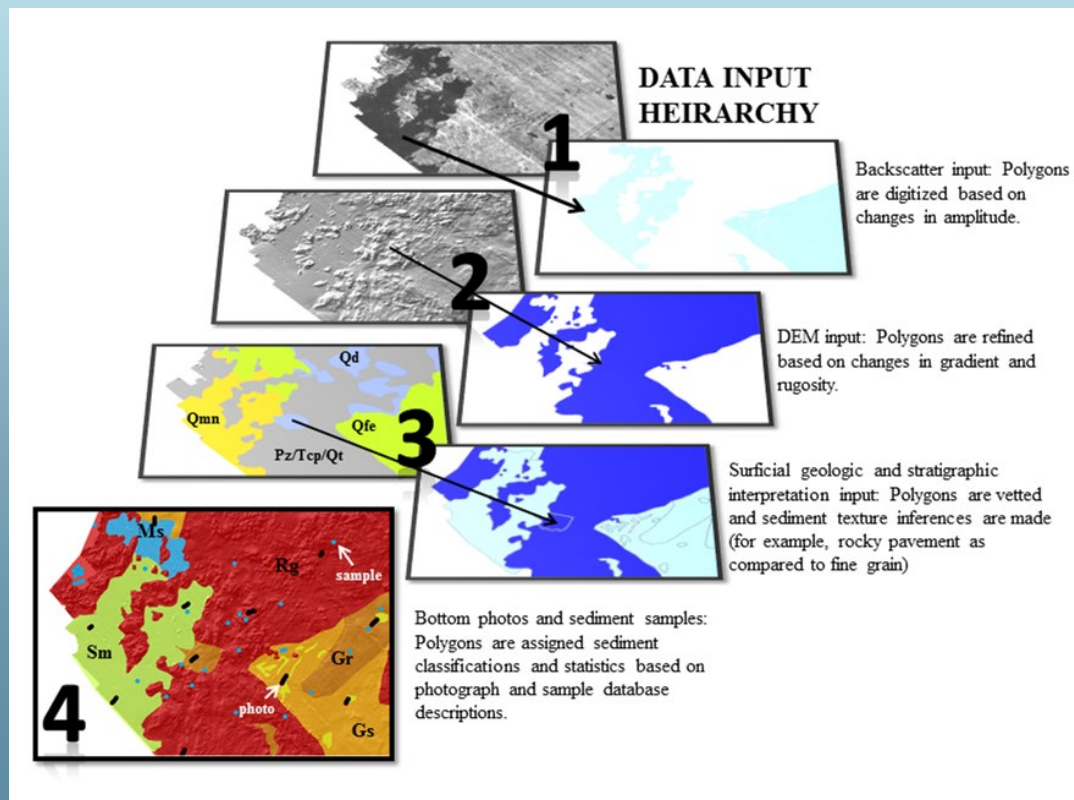 DATA INPUT
HEIRARCHY
1
Backscatter input: Polygons
are digitized based on
changes in amplitude.
2
DEM input: Polygons are refined
based on changes in gradient and
rugosity.
Qd
Qmn
Qfe
Pz/Tcp/Qt
3
Surficial geologic and stratigraphic
interpretation input: Polygons are vetted
and sediment texture inferences are made
(for example, rocky pavement as
compared to fine grain)
Ms
Rg
sample
Sm
Gr
photo
Gs
4
Bottom photos and sediment samples:
Polygons are assigned sediment
classifications and statistics based on
photograph and sample database
descriptions.